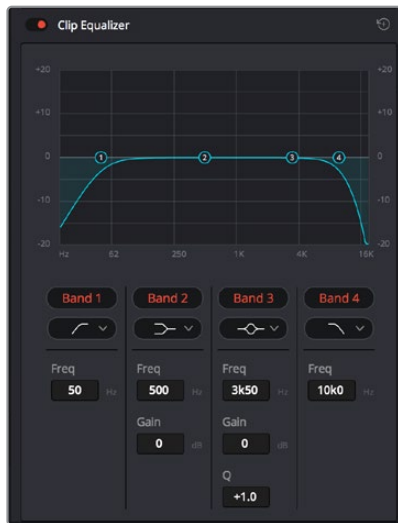 Clip Equalizer
+20 +20
+10 +10
0 1 2 3 4 0
-10 -10
-20 -20
Hz 62 250 1K 4K 16K
Band 1 Band 2 Band 3 Band 4
Freq Freq Freq Freq
50 Hz 500 Hz 3k50 Hz 10k0 Hz
Gain Gain
0 dB 0 dB
Q
+1.0